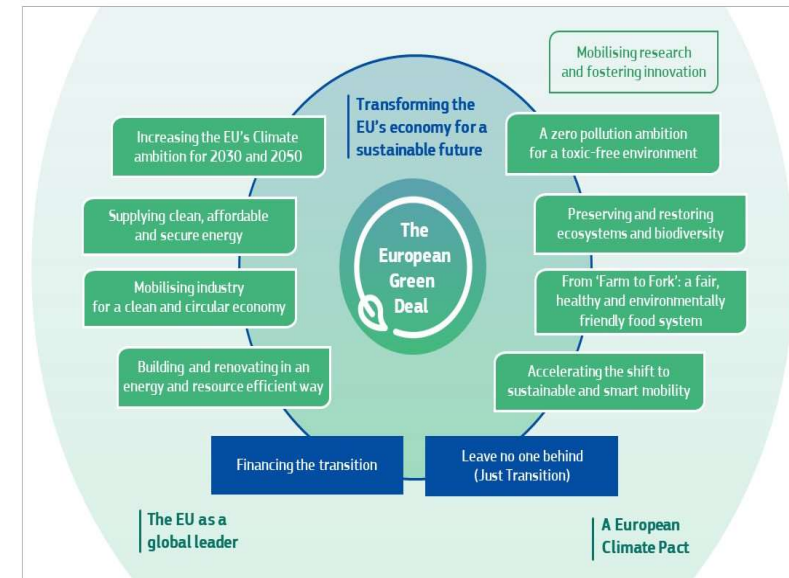 Mobilising research
and fostering innovation
Transforming the
EU's economy for a
sustainable future
Increasing the EU's Climate
ambition for 2030 and 2050
A zero pollution ambition
for a toxic-free environment
Supplying clean, affordable
and secure energy
The
European
Green
Deal
Preserving and restoring
ecosystems and biodiversity
Mobilising industry
for a clean and circular economy
From ‘Farm to Fork’: a fair,
healthy and environmentally
friendly food system
Building and renovating in an
energy and resource efficient way
Accelerating the shift to
sustainable and smart mobility
Financing the transition
Leave no one behind
(Just Transition)
The EU as a
global leader
A European
Climate Pact